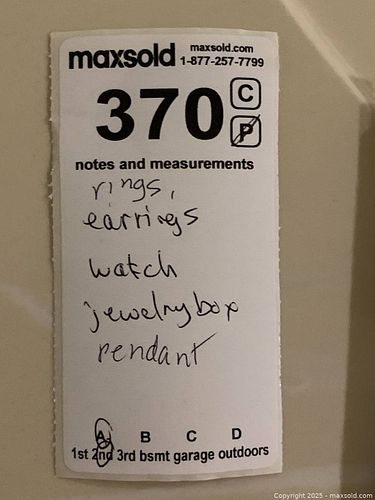 maxsold maxsold.com
1-877-257-7799
370 C
P
notes and measurements
rings,
earrings
watch
jewelry box
pendant
A B C D
1st 2nd 3rd bsmt garage outdoors
Copyright 2025 - maxsold.com